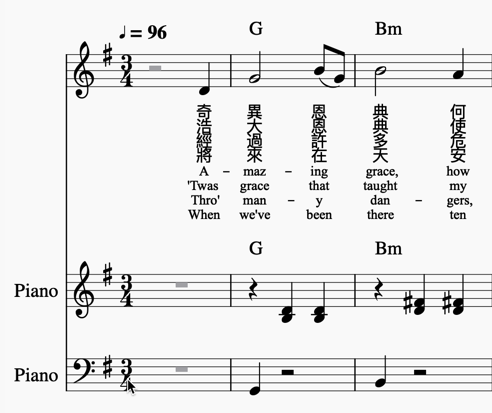 ♩ = 96
G Bm
奇 異 恩 典 何
浩 大 恩 典 使
經 過 許 多 危
將 來 在 天 安
A – maz – ing grace, how
'Twas grace that taught my
Thro' man – y dan – gers,
When we've been there ten
G Bm
Piano
Piano